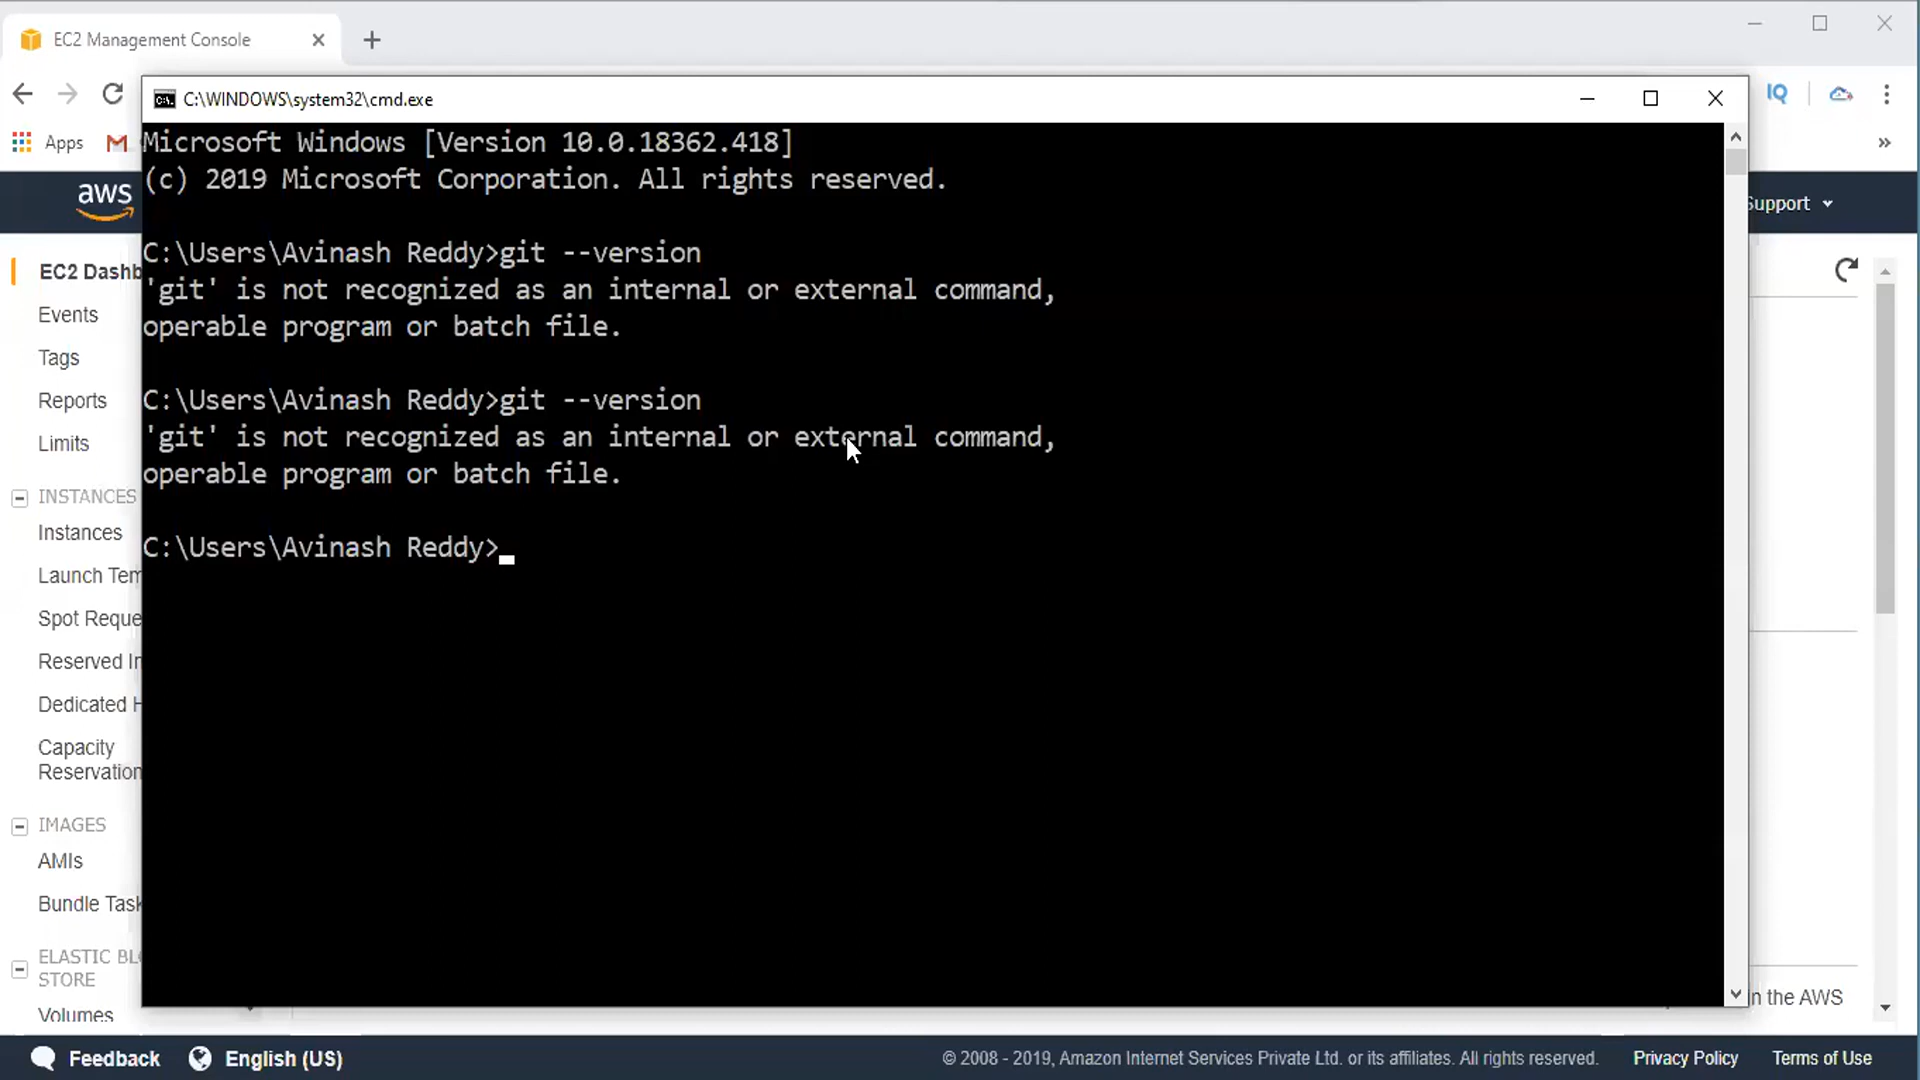 EC2 Management Console
C:\WINDOWS\system32\cmd.exe
Apps
Microsoft Windows [Version 10.0.18362.418]
(c) 2019 Microsoft Corporation. All rights reserved.
aws
Support
C:\Users\Avinash Reddy>git --version
'git' is not recognized as an internal or external command,
operable program or batch file.
C:\Users\Avinash Reddy>git --version
'git' is not recognized as an internal or external command,
operable program or batch file.
C:\Users\Avinash Reddy>
EC2 Dashb
Events
Tags
Reports
Limits
INSTANCES
Instances
Launch Tem
Spot Reque
Reserved In
Dedicated H
Capacity
Reservation
IMAGES
AMIs
Bundle Task
ELASTIC BLO
STORE
Volumes
in the AWS
Feedback
English (US)
© 2008 - 2019, Amazon Internet Services Private Ltd. or its affiliates. All rights reserved.
Privacy Policy
Terms of Use